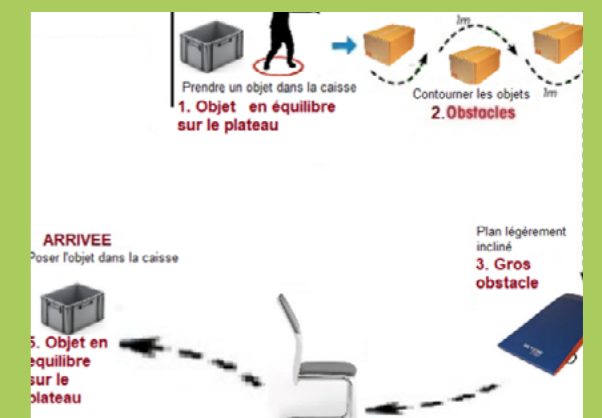 Prendre un objet dans la caisse
1. Objet en équilibre
sur le plateau
1m
1m
Contourner les objets
2. Obstacles
Plan légèrement
incliné
3. Gros
obstacle
ARRIVEE
Poser l'objet dans la caisse
5. Objet en
équilibre
sur le
plateau